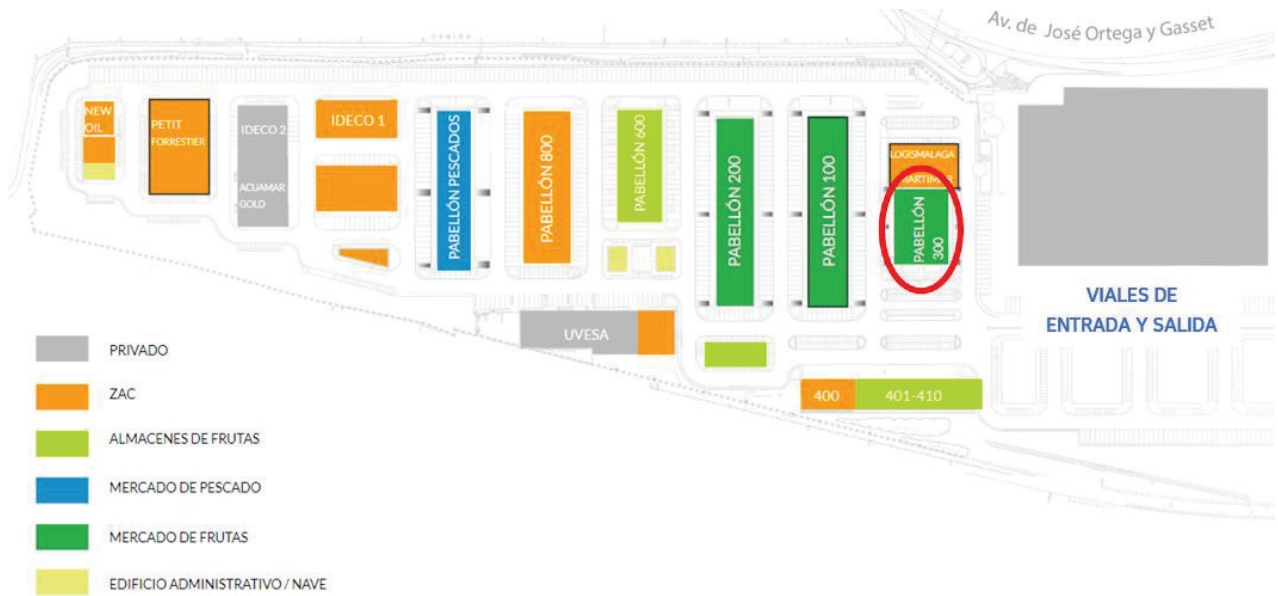 Av. de José Ortega y Gasset
NEW
OIL
PETIT
FORRESTIER
IDECO 2
ACUAMAR
GOLD
IDECO 1
PABELLÓN PESCADOS
PABELLÓN 800
PABELLÓN 600
PABELLÓN 200
PABELLÓN 100
LOGISMALAGA
PABELLÓN
300
VIALES DE
ENTRADA Y SALIDA
UVESA
400
401-410
PRIVADO
ZAC
ALMACENES DE FRUTAS
MERCADO DE PESCADO
MERCADO DE FRUTAS
EDIFICIO ADMINISTRATIVO / NAVE